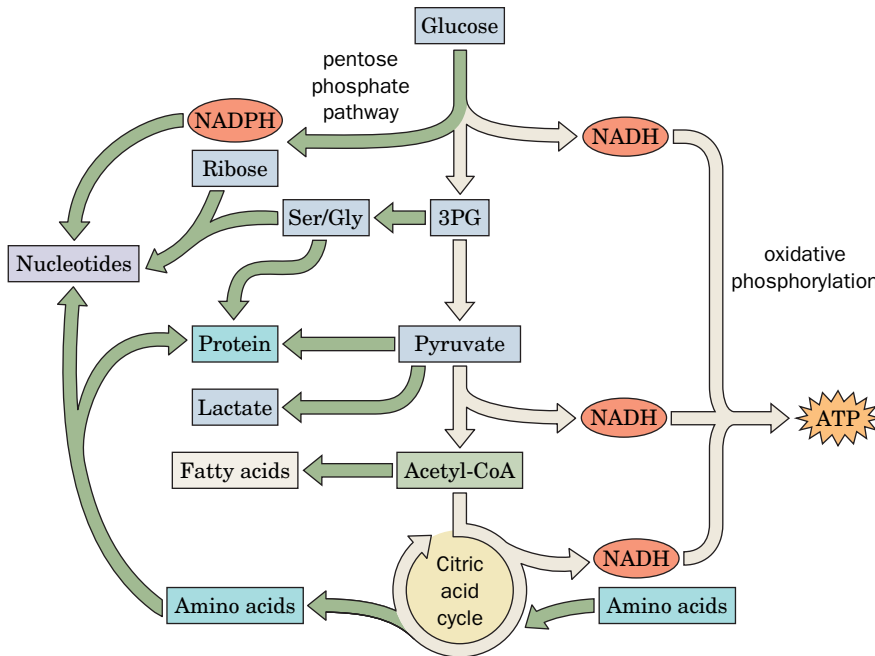 Glucose
pentose
phosphate
pathway
NADPH
NADH
Ribose
Ser/Gly
3PG
Nucleotides
oxidative
phosphorylation
Protein
Pyruvate
Lactate
NADH
ATP
Fatty acids
Acetyl-CoA
NADH
Citric
acid
cycle
Amino acids
Amino acids